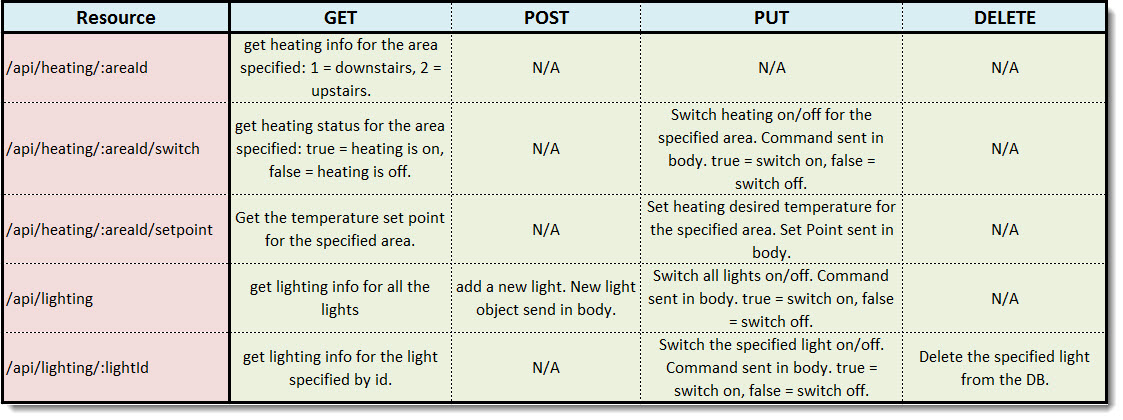 Resource GET POST PUT DELETE
/api/heating/:areaId
get heating info for the area
specified: 1 = downstairs, 2 =
upstairs.
N/A
N/A
N/A
/api/heating/:areaId/switch
get heating status for the area
specified: true = heating is on,
false = heating is off.
N/A
Switch heating on/off for the
specified area. Command sent in
body. true = switch on, false =
switch off.
N/A
/api/heating/:areaId/setpoint
Get the temperature set point
for the specified area.
N/A
Set heating desired temperature for
the specified area. Set Point sent in
body.
N/A
/api/lighting
get lighting info for all the
lights
add a new light. New light
object send in body.
Switch all lights on/off. Command
sent in body. true = switch on, false
= switch off.
N/A
/api/lighting/:lightId
get lighting info for the light
specified by id.
N/A
Switch the specified light on/off.
Command sent in body. true =
switch on, false = switch off.
Delete the specified light
from the DB.